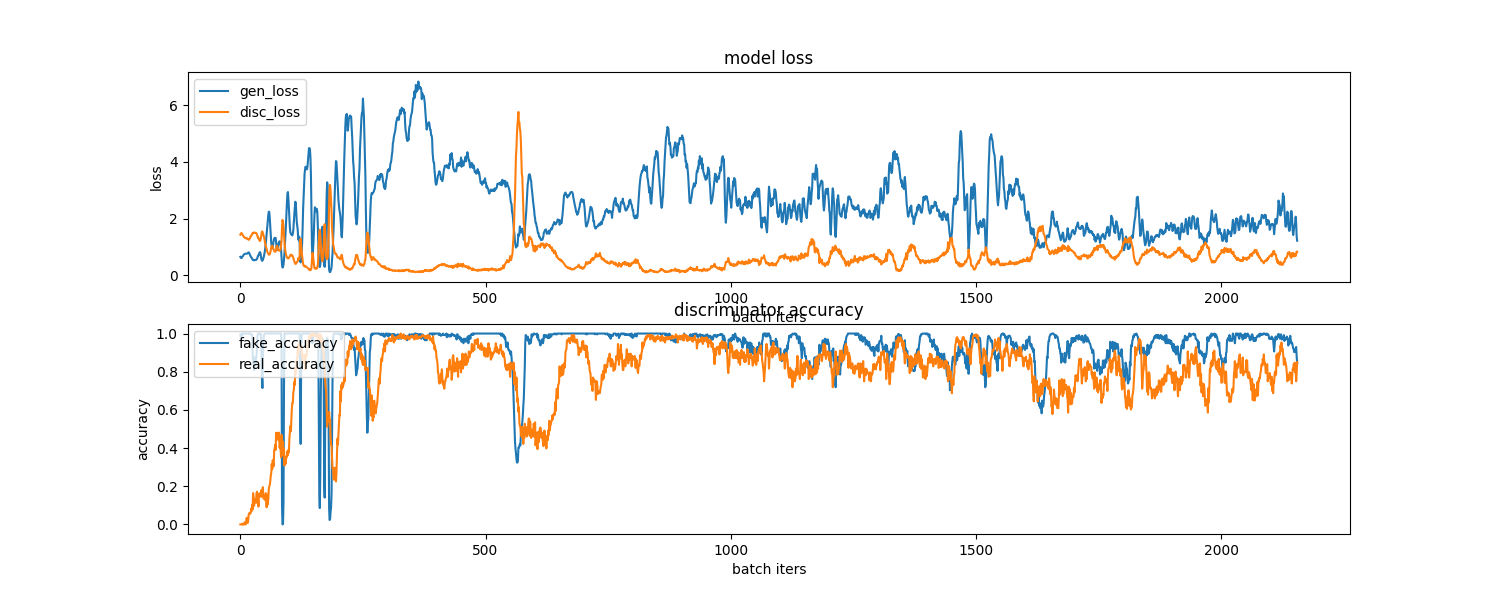 model loss
gen_loss
disc_loss
loss
6
4
2
0
0 500 1000 1500 2000
batch iters
discriminator accuracy
fake_accuracy
real_accuracy
accuracy
1.0
0.8
0.6
0.4
0.2
0.0
0 500 1000 1500 2000
batch iters